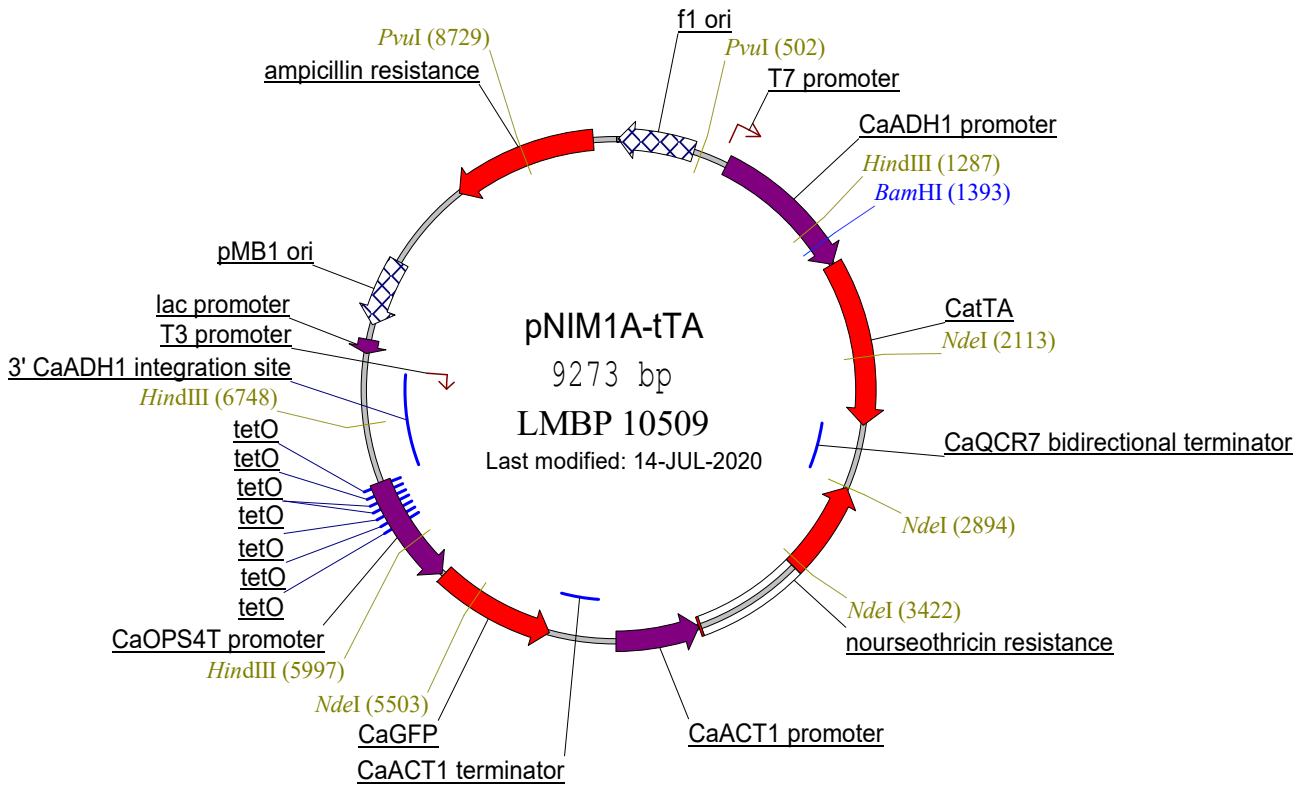 f1 ori
PvuI (8729)
PvuI (502)
ampicillin resistance
T7 promoter
CaADH1 promoter
HindIII (1287)
BamHI (1393)
pMB1 ori
lac promoter
T3 promoter
3' CaADH1 integration site
HindIII (6748)
pNIM1A-tTA
9273 bp
LMBP 10509
Last modified: 14-JUL-2020
CatTA
NdeI (2113)
CaQCR7 bidirectional terminator
tetO
tetO
tetO
tetO
tetO
tetO
tetO
NdeI (2894)
NdeI (3422)
nourseothricin resistance
CaOPS4T promoter
HindIII (5997)
NdeI (5503)
CaGFP
CaACT1 terminator
CaACT1 promoter